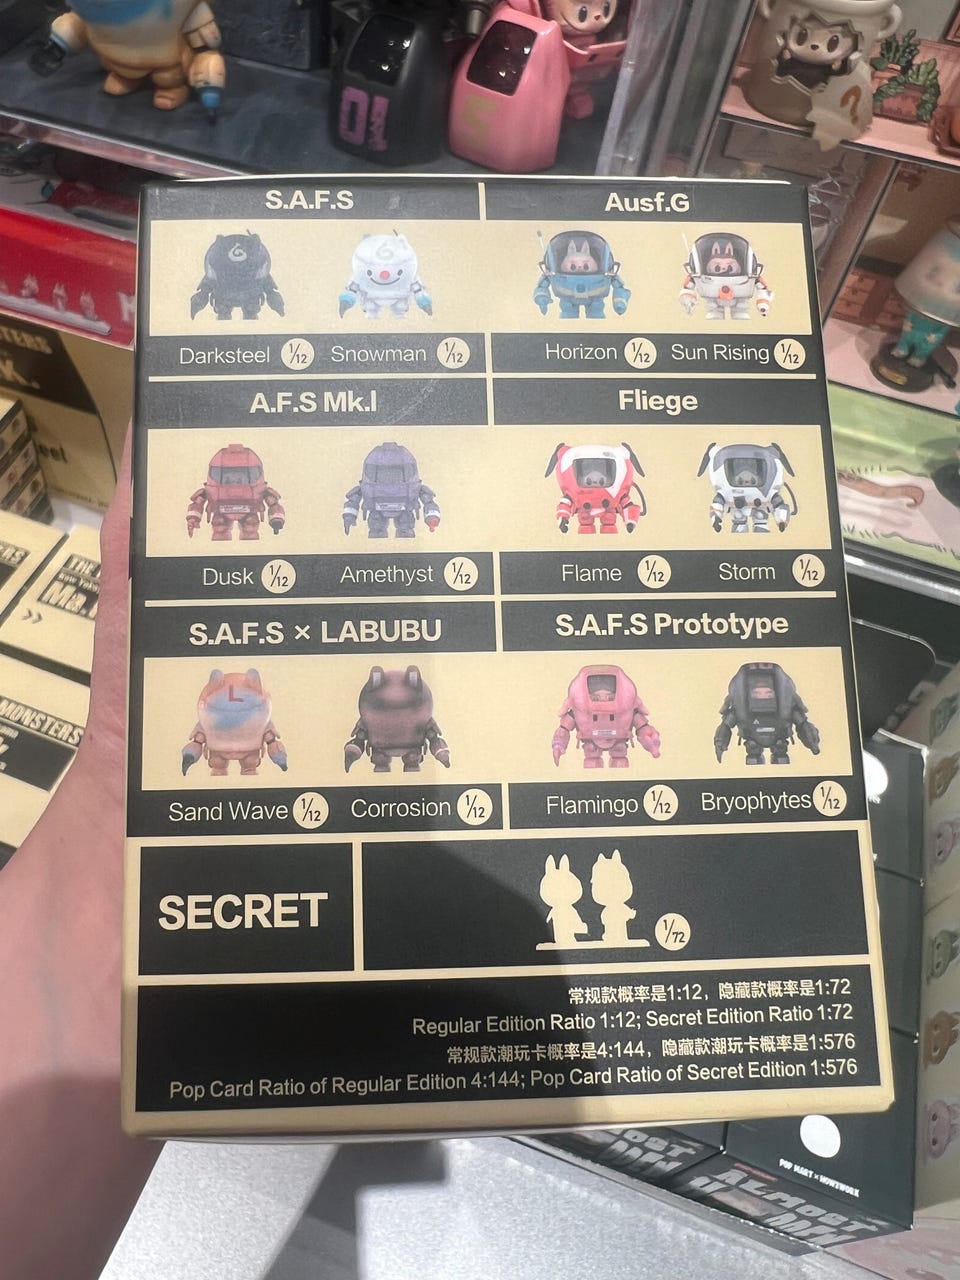 S.A.F.S
Ausf.G
Darksteel 1/12 Snowman 1/12
Horizon 1/12 Sun Rising 1/12
A.F.S Mk.I
Fliege
Dusk 1/12 Amethyst 1/12
Flame 1/12 Storm 1/12
S.A.F.S × LABUBU
S.A.F.S Prototype
Sand Wave 1/12 Corrosion 1/12
Flamingo 1/12 Bryophytes 1/12
SECRET
1/72
常规款概率是1:12，隐藏款概率是1:72
Regular Edition Ratio 1:12; Secret Edition Ratio 1:72
常规款潮玩卡概率是4:144，隐藏款潮玩卡概率是1:576
Pop Card Ratio of Regular Edition 4:144; Pop Card Ratio of Secret Edition 1:576
MONSTERS
POP MART × HOW2WORK
ALMOST